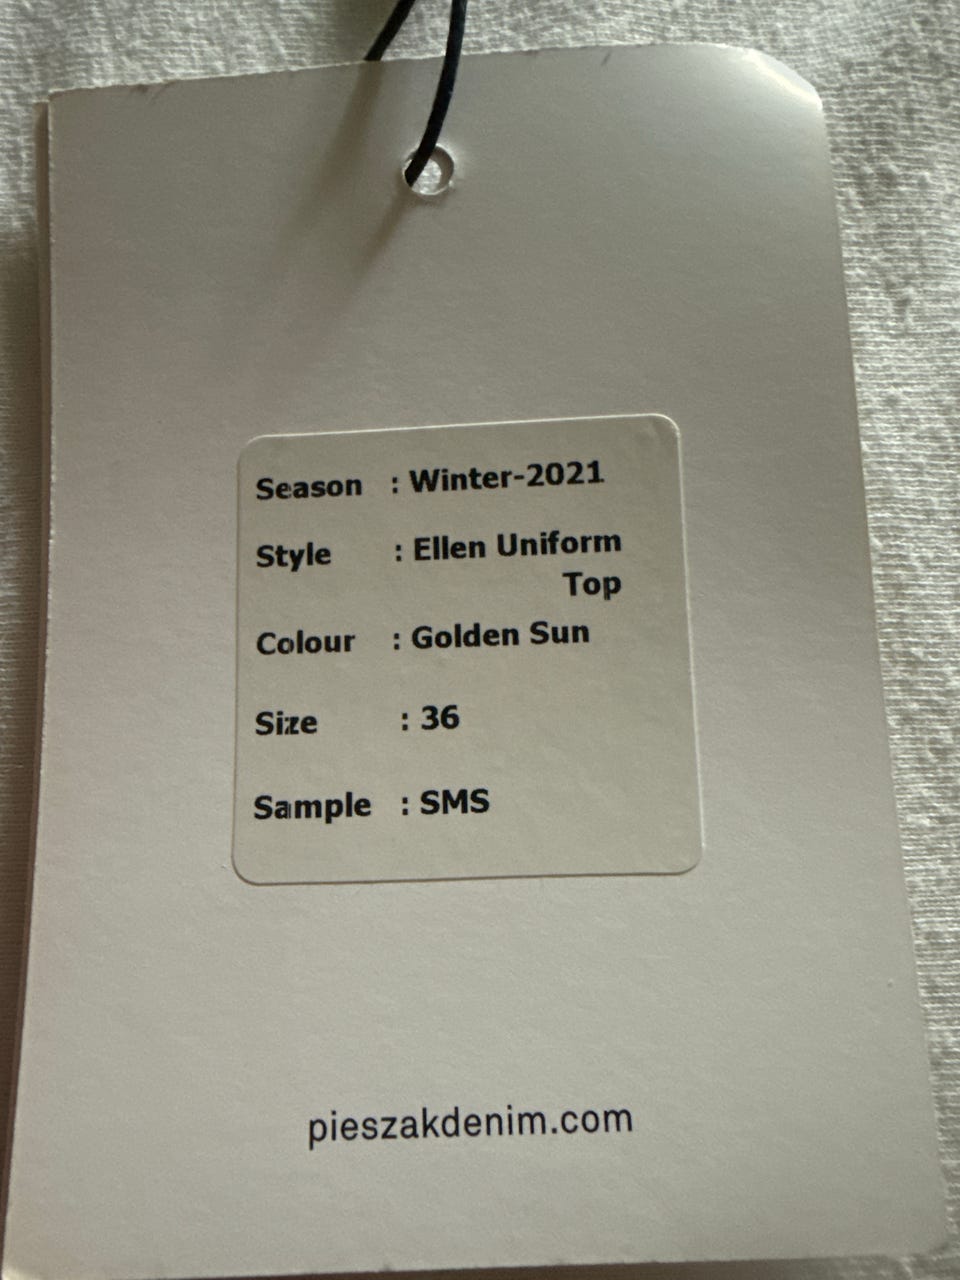 Season : Winter-2021
Style : Ellen Uniform
Top
Colour : Golden Sun
Size : 36
Sample : SMS
pieszakdenim.com